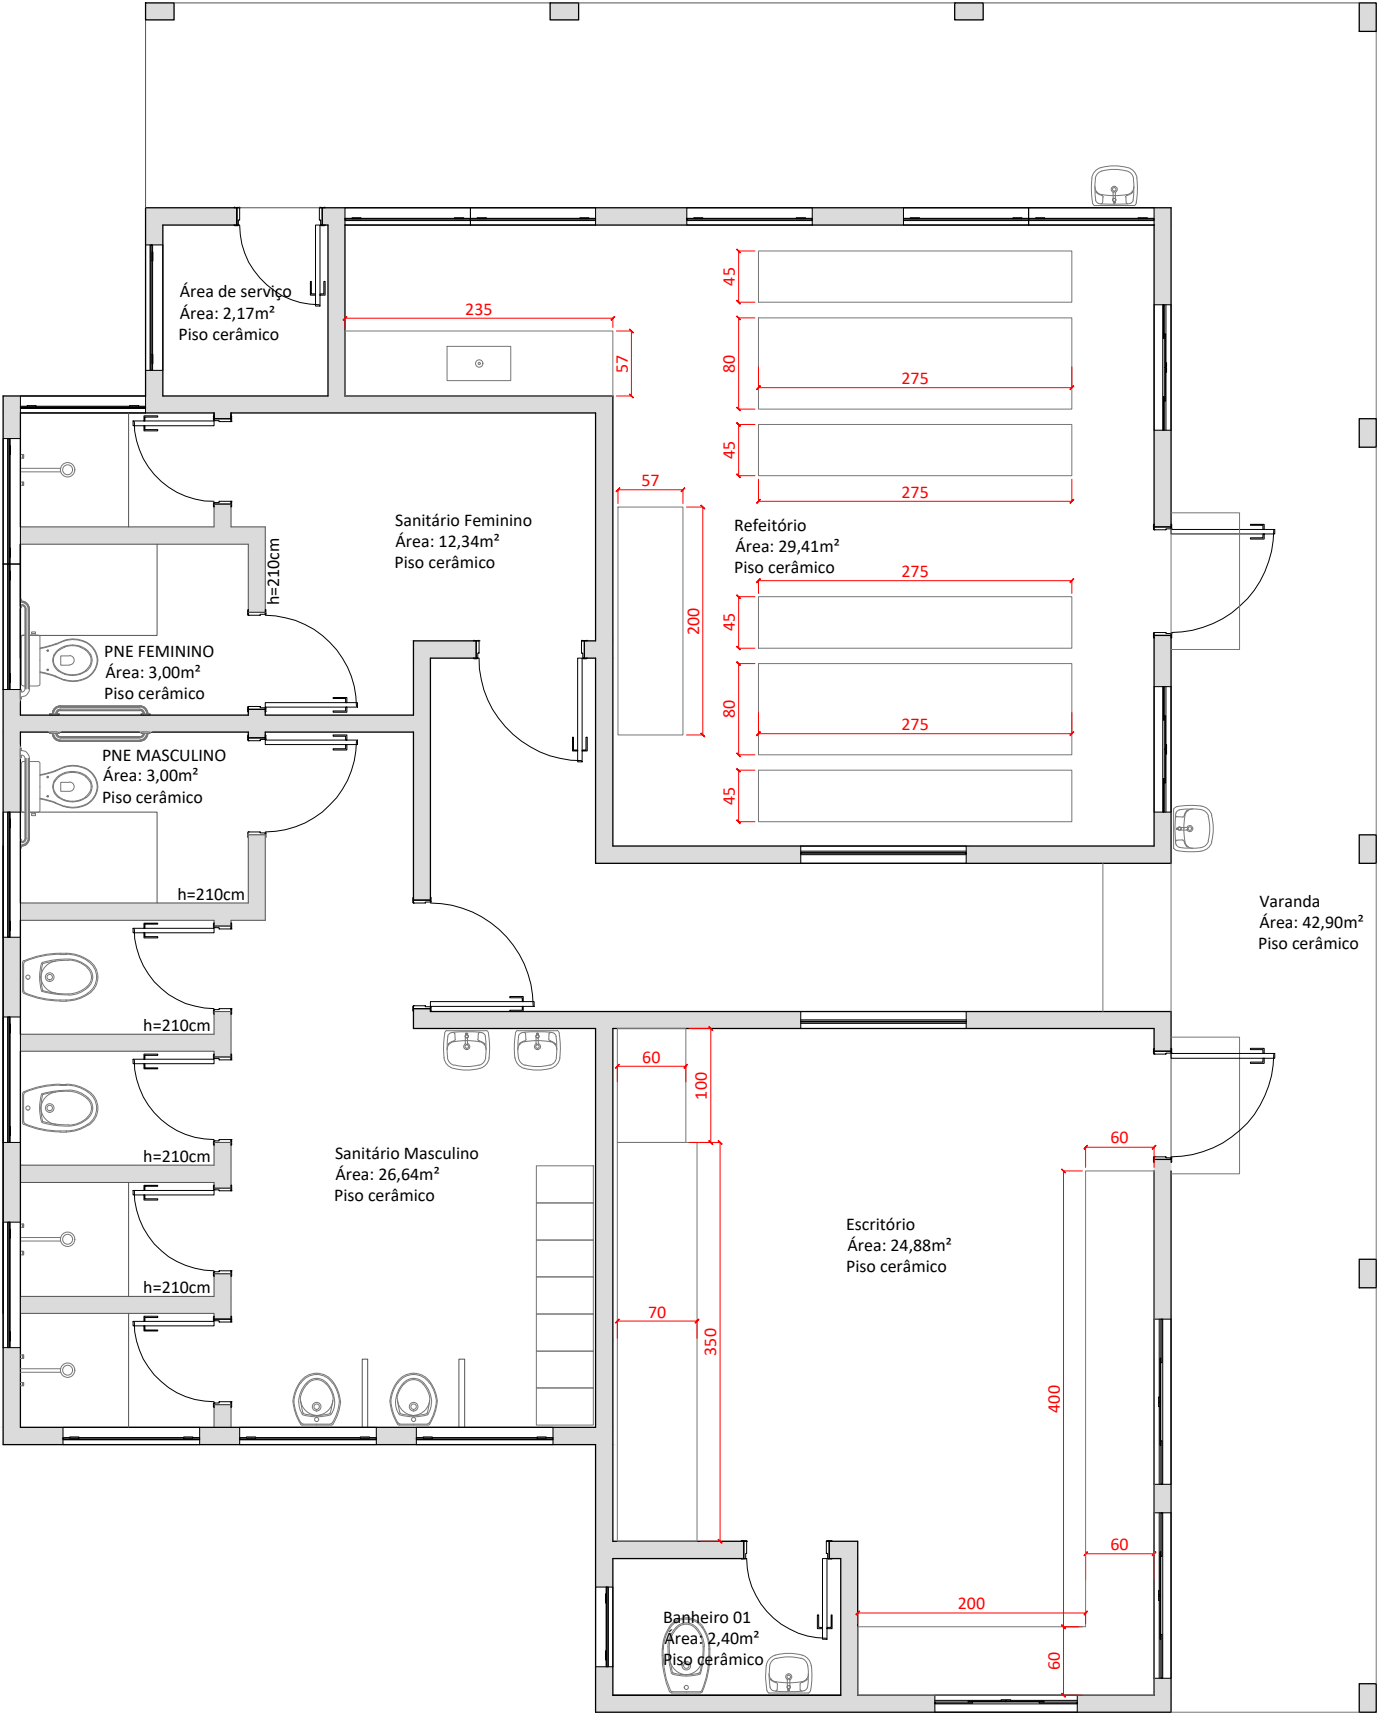 Área de serviço
Área: 2,17m²
Piso cerâmico
235
57
45
80
275
45
275
57
200
Sanitário Feminino
Área: 12,34m²
Piso cerâmico
Refeitório
Área: 29,41m²
Piso cerâmico
275
45
80
275
45
h=210cm
PNE FEMININO
Área: 3,00m²
Piso cerâmico
PNE MASCULINO
Área: 3,00m²
Piso cerâmico
h=210cm
Varanda
Área: 42,90m²
Piso cerâmico
h=210cm
h=210cm
h=210cm
Sanitário Masculino
Área: 26,64m²
Piso cerâmico
60
100
60
Escritório
Área: 24,88m²
Piso cerâmico
70
350
400
60
200
60
Banheiro 01
Área: 2,40m²
Piso cerâmico